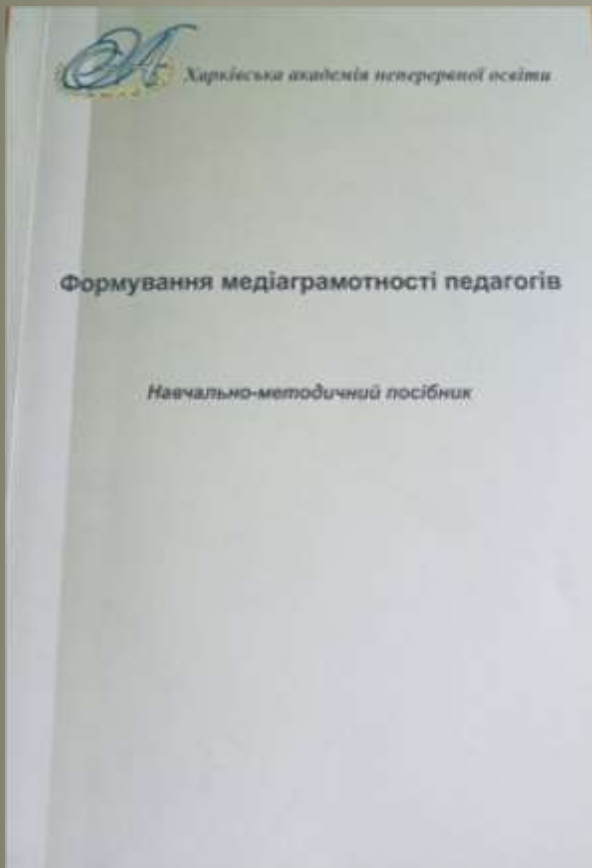 Харківська академія неперервної освіти
Формування медіаграмотності педагогів
Навчально-методичний посібник